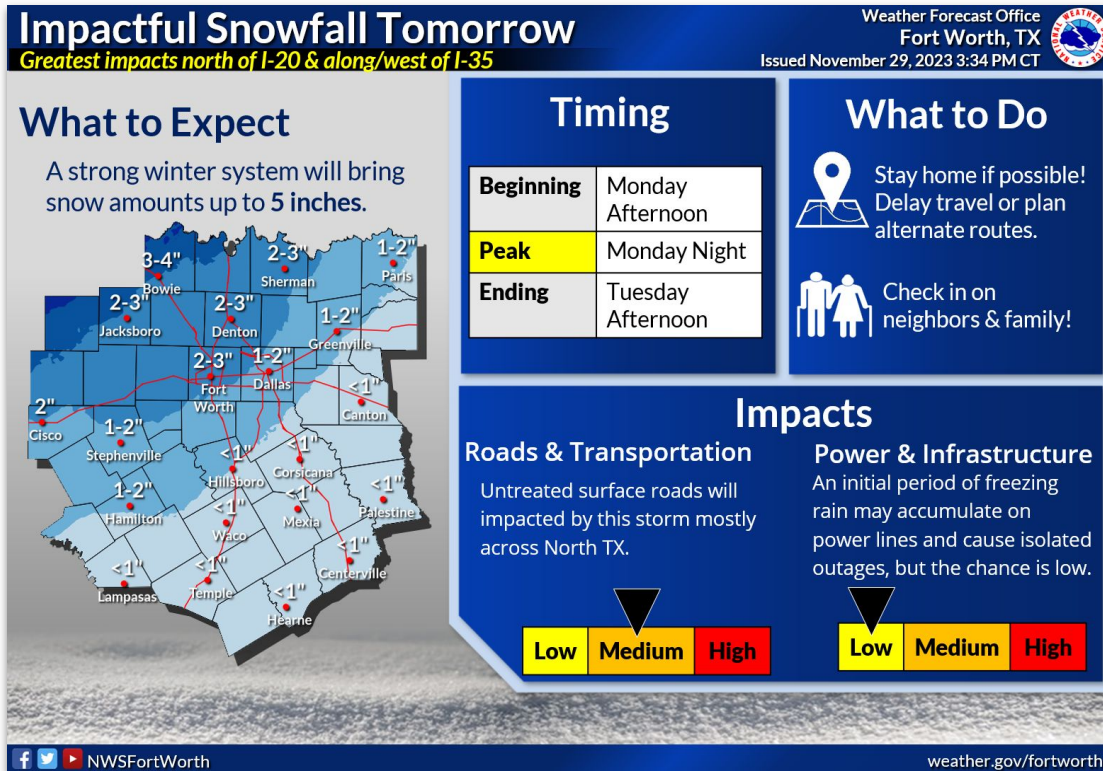 Impactful Snowfall Tomorrow
Greatest impacts north of I-20 & along/west of I-35
Weather Forecast Office
Fort Worth, TX
Issued November 29, 2023 3:34 PM CT
NATIONAL WEATHER SERVICE
What to Expect
A strong winter system will bring
snow amounts up to 5 inches.
3-4"
Bowie
2-3"
Sherman
1-2"
Paris
2-3"
Jacksboro
2-3"
Denton
1-2"
Greenville
2-3"
Fort
Worth
1-2"
Dallas
<1"
Canton
2"
Cisco
1-2"
Stephenville
<1"
Hillsboro
<1"
Corsicana
1-2"
Hamilton
<1"
Waco
<1"
Mexia
<1"
Palestine
<1"
Lampasas
<1"
Temple
<1"
Centerville
<1"
Hearne
Timing
Beginning Monday
Afternoon
Peak Monday Night
Ending Tuesday
Afternoon
What to Do
Stay home if possible!
Delay travel or plan
alternate routes.
Check in on
neighbors & family!
Impacts
Roads & Transportation
Untreated surface roads will
impacted by this storm mostly
across North TX.
Low Medium High
Power & Infrastructure
An initial period of freezing
rain may accumulate on
power lines and cause isolated
outages, but the chance is low.
Low Medium High
NWSFortWorth
weather.gov/fortworth